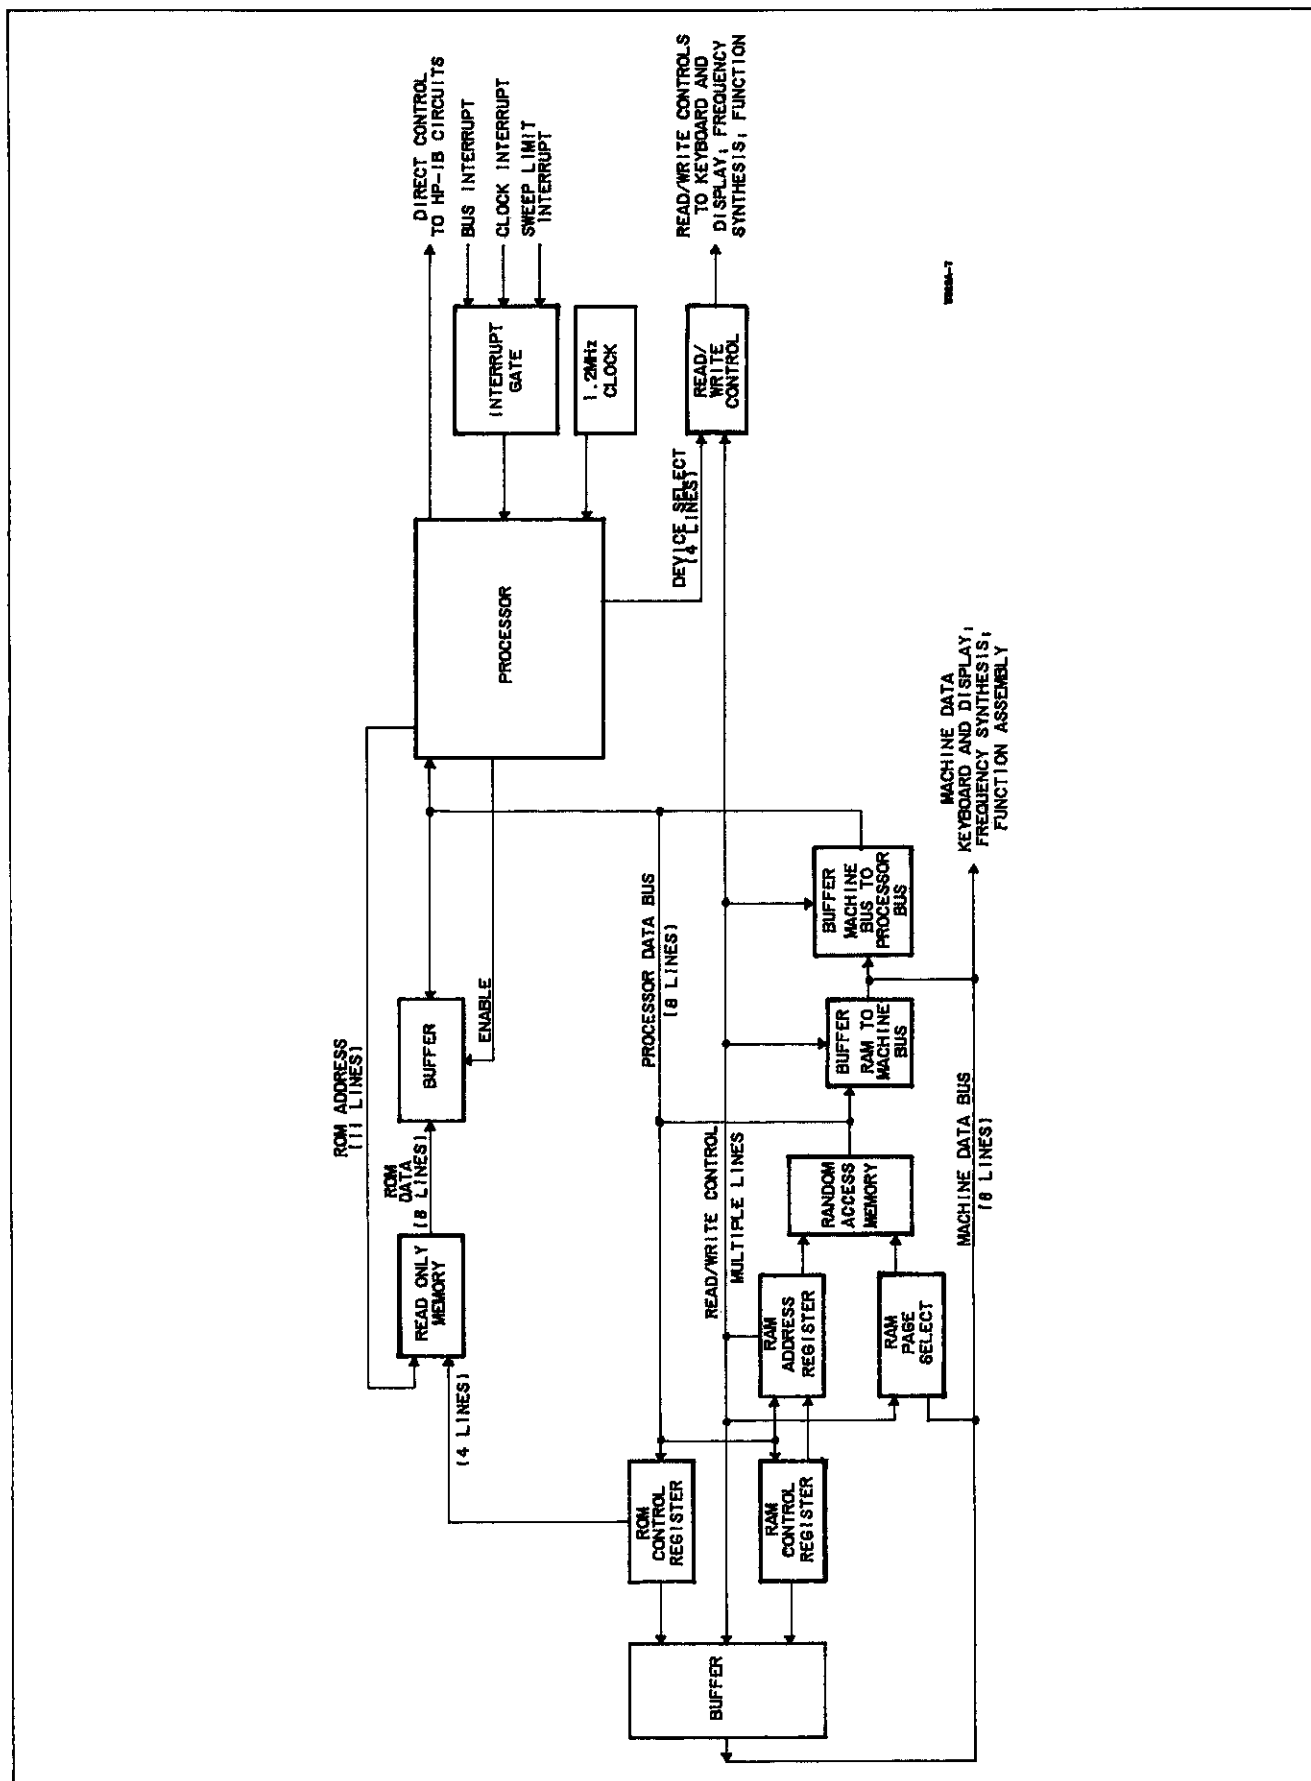 DIRECT CONTROL
TO HP-IB CIRCUITS
BUS INTERRUPT
CLOCK INTERRUPT
SWEEP LIMIT
INTERRUPT
INTERRUPT
GATE
1.2MHz
CLOCK
PROCESSOR
ROM ADDRESS
(11 LINES)
ROM
DATA
(8 LINES)
BUFFER
ENABLE
READ ONLY
MEMORY
(4 LINES)
DEVICE SELECT
(4 LINES)
READ/
WRITE
CONTROL
READ/WRITE CONTROLS
TO KEYBOARD AND
DISPLAY; FREQUENCY
SYNTHESIS; FUNCTION
PROCESSOR DATA BUS
(8 LINES)
READ/WRITE CONTROL
MULTIPLE LINES
ROM
CONTROL
REGISTER
RAM
CONTROL
REGISTER
BUFFER
RAM
ADDRESS
REGISTER
RAM
PAGE
SELECT
RANDOM
ACCESS
MEMORY
BUFFER
RAM TO
MACHINE
BUS
BUFFER
MACHINE
BUS TO
PROCESSOR
BUS
MACHINE DATA BUS
(8 LINES)
MACHINE DATA
KEYBOARD AND DISPLAY;
FREQUENCY SYNTHESIS;
FUNCTION ASSEMBLY